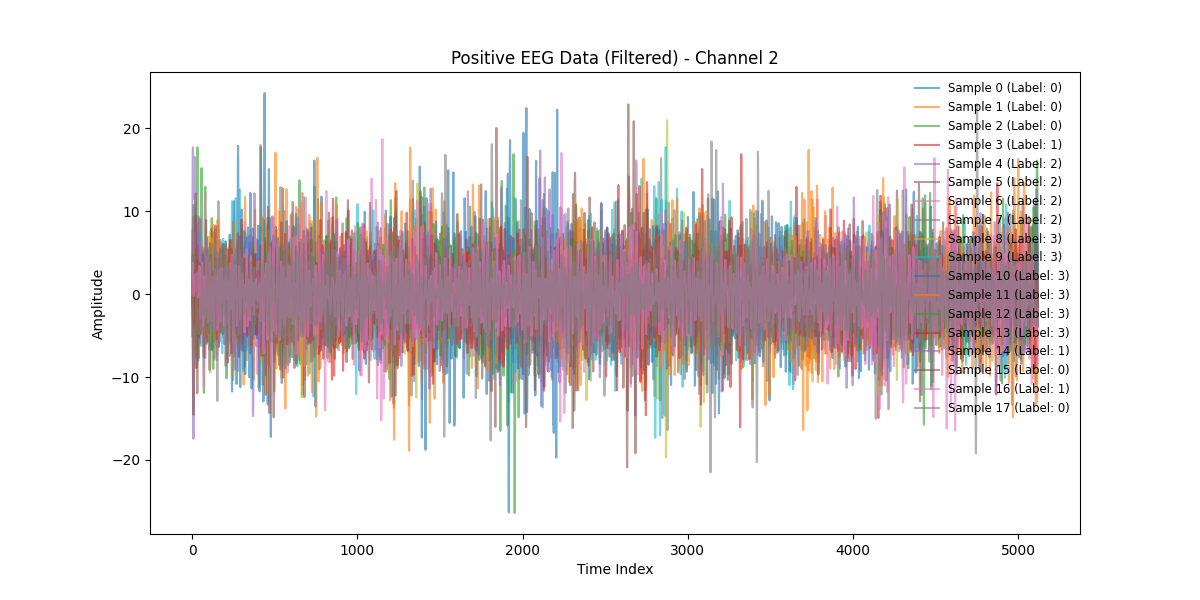 Positive EEG Data (Filtered) - Channel 2
Sample 0 (Label: 0)
Sample 1 (Label: 0)
Sample 2 (Label: 0)
Sample 3 (Label: 1)
Sample 4 (Label: 2)
Sample 5 (Label: 2)
Sample 6 (Label: 2)
Sample 7 (Label: 2)
Sample 8 (Label: 3)
Sample 9 (Label: 3)
Sample 10 (Label: 3)
Sample 11 (Label: 3)
Sample 12 (Label: 3)
Sample 13 (Label: 3)
Sample 14 (Label: 1)
Sample 15 (Label: 0)
Sample 16 (Label: 1)
Sample 17 (Label: 0)
20
10
0
−10
−20
Amplitude
0 1000 2000 3000 4000 5000
Time Index